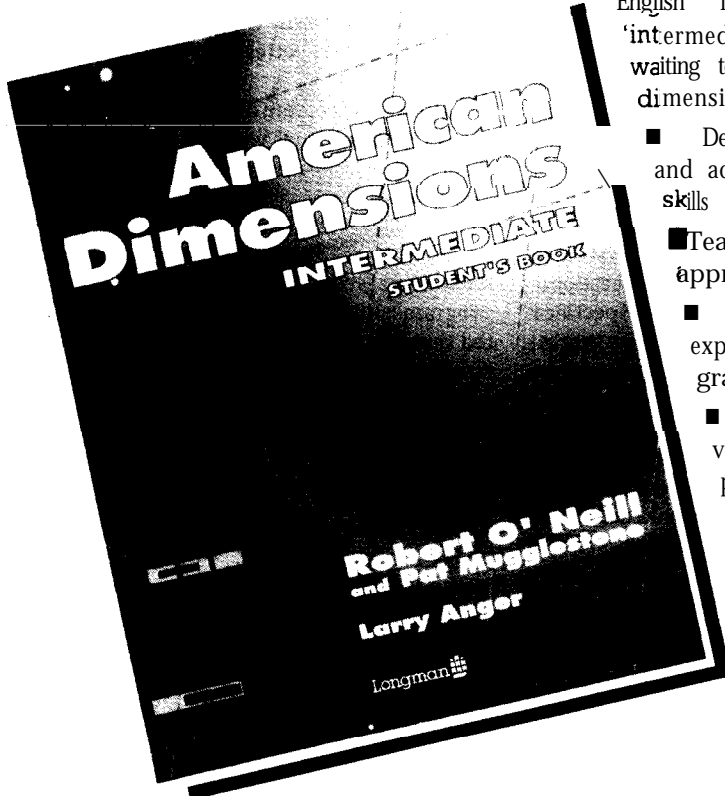 American
Dimensions
INTERMEDIATE
STUDENT'S BOOK
Robert O' Neill
and Pat Mugglestone
Larry Anger
Longman
English
'intermed
waiting t
dimensi
■ De
and ac
skills
■ Tea
appr
■
exp
gra
■
v